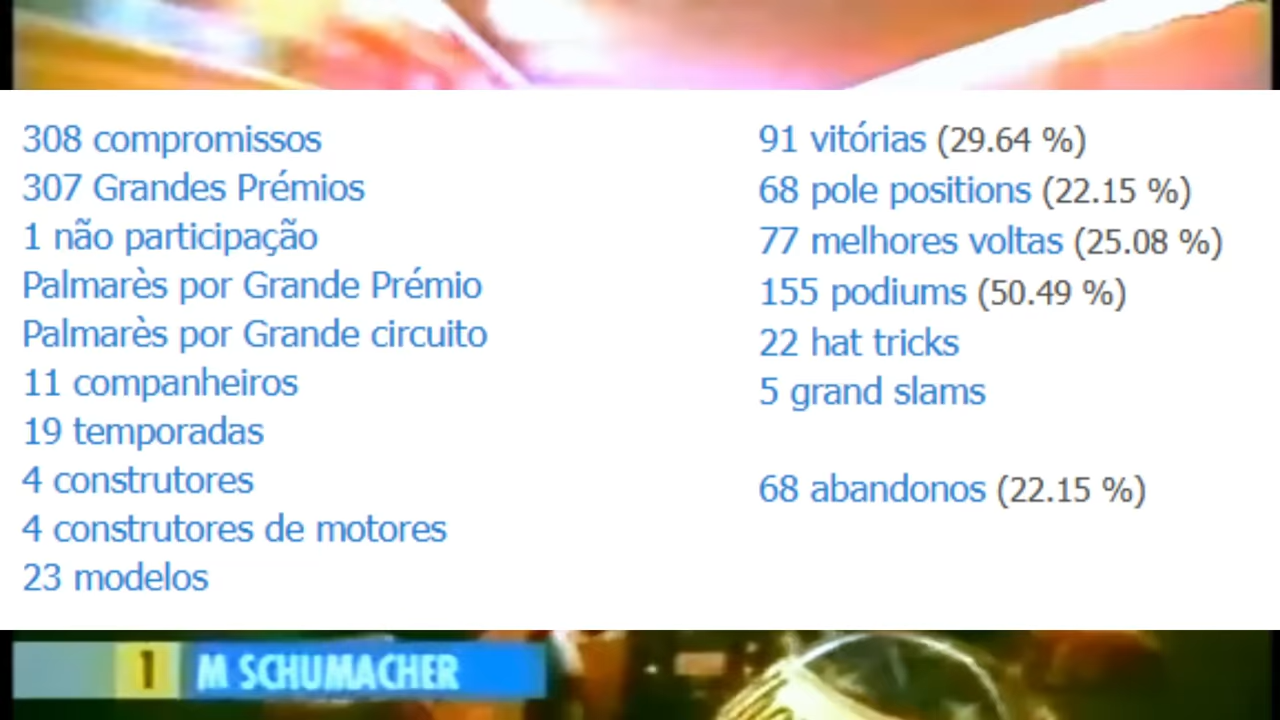 308 compromissos
307 Grandes Prémios
1 não participação
Palmarès por Grande Prémio
Palmarès por Grande circuito
11 companheiros
19 temporadas
4 construtores
4 construtores de motores
23 modelos
91 vitórias (29.64 %)
68 pole positions (22.15 %)
77 melhores voltas (25.08 %)
155 podiums (50.49 %)
22 hat tricks
5 grand slams
68 abandonos (22.15 %)
1 M SCHUMACHER